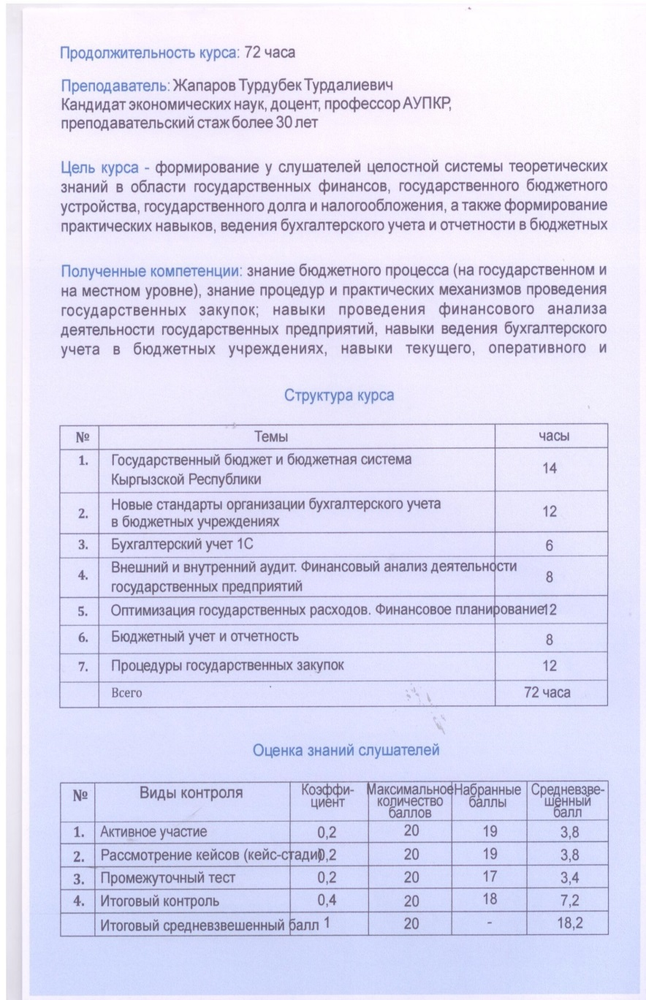 Продолжительность курса: 72 часа
Преподаватель: Жапаров Турдубек Турдалиевич
Кандидат экономических наук, доцент, профессор АУПКР,
преподавательский стаж более 30 лет
Цель курса - формирование у слушателей целостной системы теоретических
знаний в области государственных финансов, государственного бюджетного
устройства, государственного долга и налогообложения, а также формирование
практических навыков, ведения бухгалтерского учета и отчетности в бюджетных
Полученные компетенции: знание бюджетного процесса (на государственном и
на местном уровне), знание процедур и практических механизмов проведения
государственных закупок; навыки проведения финансового анализа
деятельности государственных предприятий, навыки ведения бухгалтерского
учета в бюджетных учреждениях, навыки текущего, оперативного и
Структура курса
№ Темы часы
1. Государственный бюджет и бюджетная система
Кыргызской Республики 14
2. Новые стандарты организации бухгалтерского учета
в бюджетных учреждениях 12
3. Бухгалтерский учет 1С 6
4. Внешний и внутренний аудит. Финансовый анализ деятельности
государственных предприятий 8
5. Оптимизация государственных расходов. Финансовое планирование 12
6. Бюджетный учет и отчетность 8
7. Процедуры государственных закупок 12
Всего 72 часа
Оценка знаний слушателей
№ Виды контроля Коэффи- Максимальное Набранные Средневзве-
циент количество баллы шенный
баллов балл
1. Активное участие 0,2 20 19 3,8
2. Рассмотрение кейсов (кейс-стади) 0,2 20 19 3,8
3. Промежуточный тест 0,2 20 17 3,4
4. Итоговый контроль 0,4 20 18 7,2
Итоговый средневзвешенный балл 1 20 - 18,2